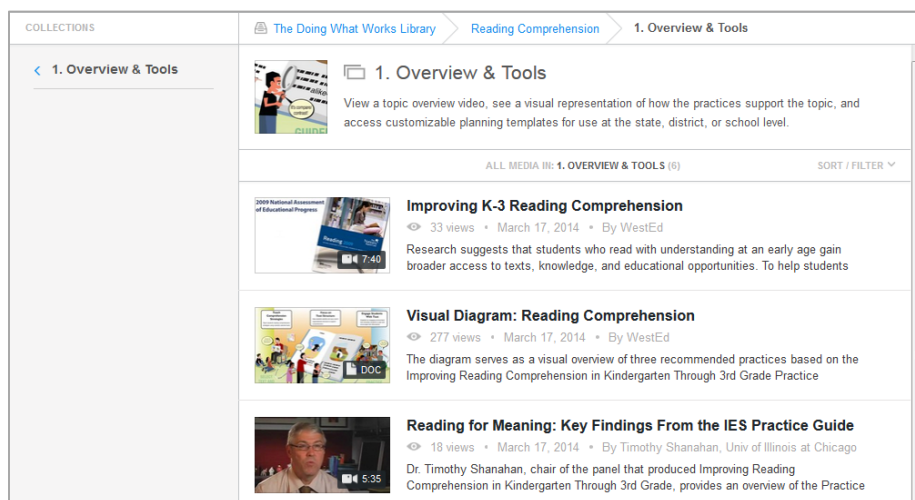 COLLECTIONS
The Doing What Works Library
Reading Comprehension
1. Overview & Tools
1. Overview & Tools
1. Overview & Tools
View a topic overview video, see a visual representation of how the practices support the topic, and
access customizable planning templates for use at the state, district, or school level.
alike
GUIDE
ALL MEDIA IN: 1. OVERVIEW & TOOLS (6)
SORT / FILTER
2009 National Assessment
of Educational Progress
Reading
7:40
Improving K-3 Reading Comprehension
33 views • March 17, 2014 • By WestEd
Research suggests that students who read with understanding at an early age gain
broader access to texts, knowledge, and educational opportunities. To help students
DOC
Visual Diagram: Reading Comprehension
277 views • March 17, 2014 • By WestEd
The diagram serves as a visual overview of three recommended practices based on the
Improving Reading Comprehension in Kindergarten Through 3rd Grade Practice
5:35
Reading for Meaning: Key Findings From the IES Practice Guide
18 views • March 17, 2014 • By Timothy Shanahan, Univ of Illinois at Chicago
Dr. Timothy Shanahan, chair of the panel that produced Improving Reading
Comprehension in Kindergarten Through 3rd Grade, provides an overview of the Practice